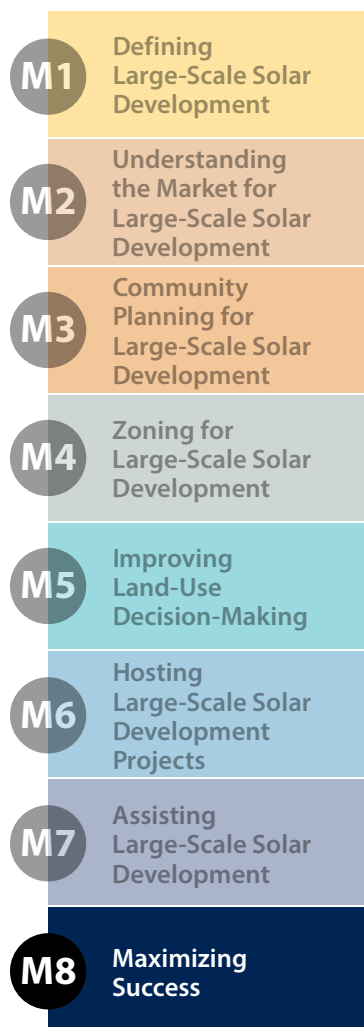 M1
Defining
Large-Scale Solar
Development
M2
Understanding
the Market for
Large-Scale Solar
Development
M3
Community
Planning for
Large-Scale Solar
Development
M4
Zoning for
Large-Scale Solar
Development
M5
Improving
Land-Use
Decision-Making
M6
Hosting
Large-Scale Solar
Development
Projects
M7
Assisting
Large-Scale Solar
Development
M8
Maximizing
Success